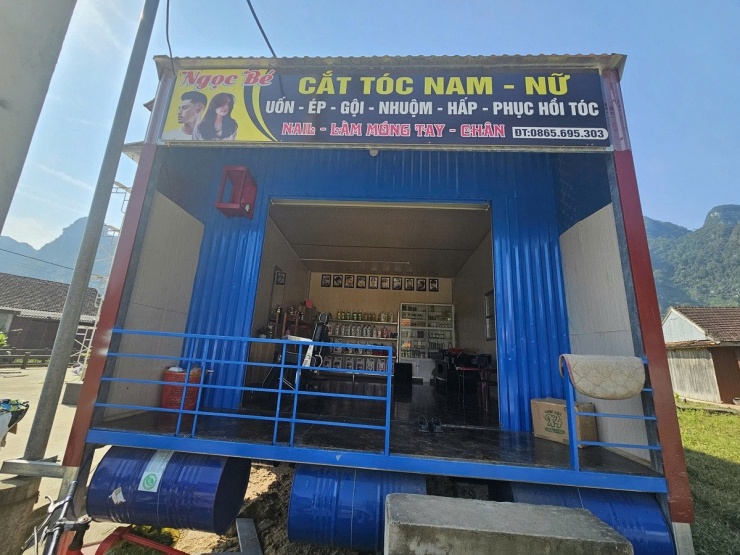 Ngọc Bé
CẮT TÓC NAM - NỮ
UỐN - ÉP - GỘI - NHUỘM - HẤP - PHỤC HỒI TÓC
NAIL - LÀM MÓNG TAY - CHÂN
ĐT:0865.695.303